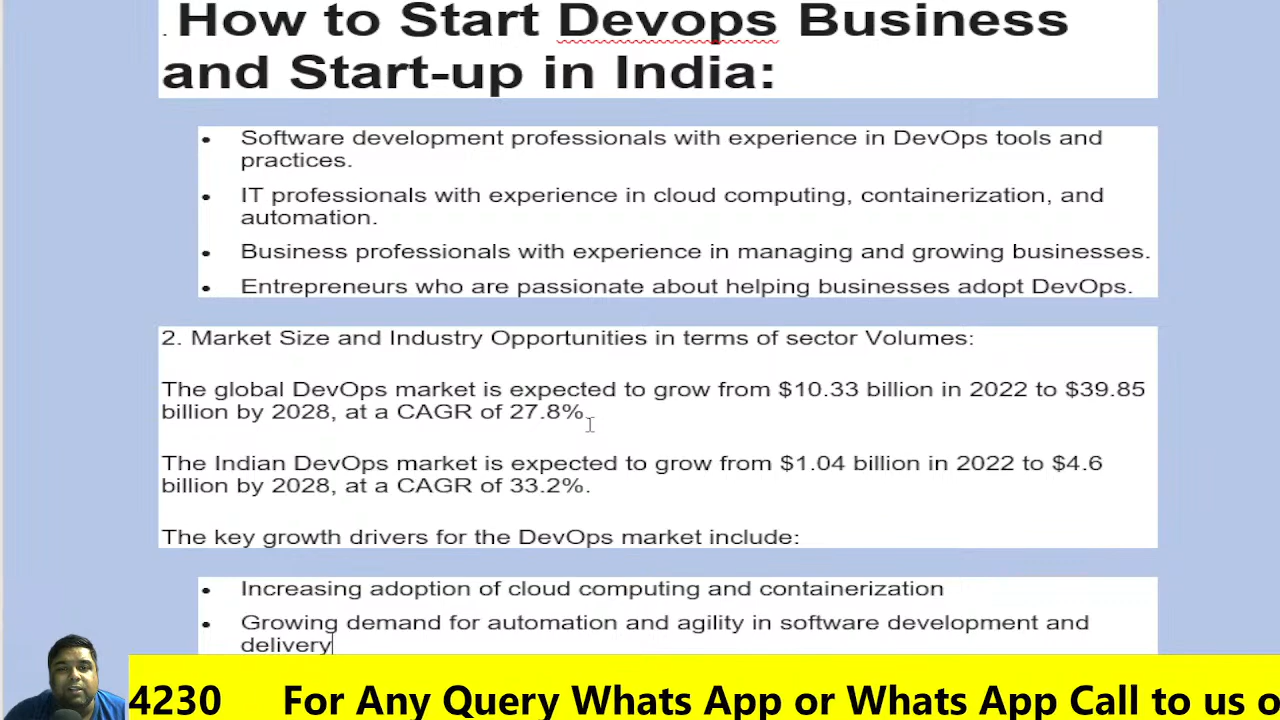 . How to Start Devops Business
and Start-up in India:
• Software development professionals with experience in DevOps tools and
practices.
• IT professionals with experience in cloud computing, containerization, and
automation.
• Business professionals with experience in managing and growing businesses.
• Entrepreneurs who are passionate about helping businesses adopt DevOps.
2. Market Size and Industry Opportunities in terms of sector Volumes:
The global DevOps market is expected to grow from $10.33 billion in 2022 to $39.85
billion by 2028, at a CAGR of 27.8%.
The Indian DevOps market is expected to grow from $1.04 billion in 2022 to $4.6
billion by 2028, at a CAGR of 33.2%.
The key growth drivers for the DevOps market include:
• Increasing adoption of cloud computing and containerization
• Growing demand for automation and agility in software development and
delivery
4230 For Any Query Whats App or Whats App Call to us o